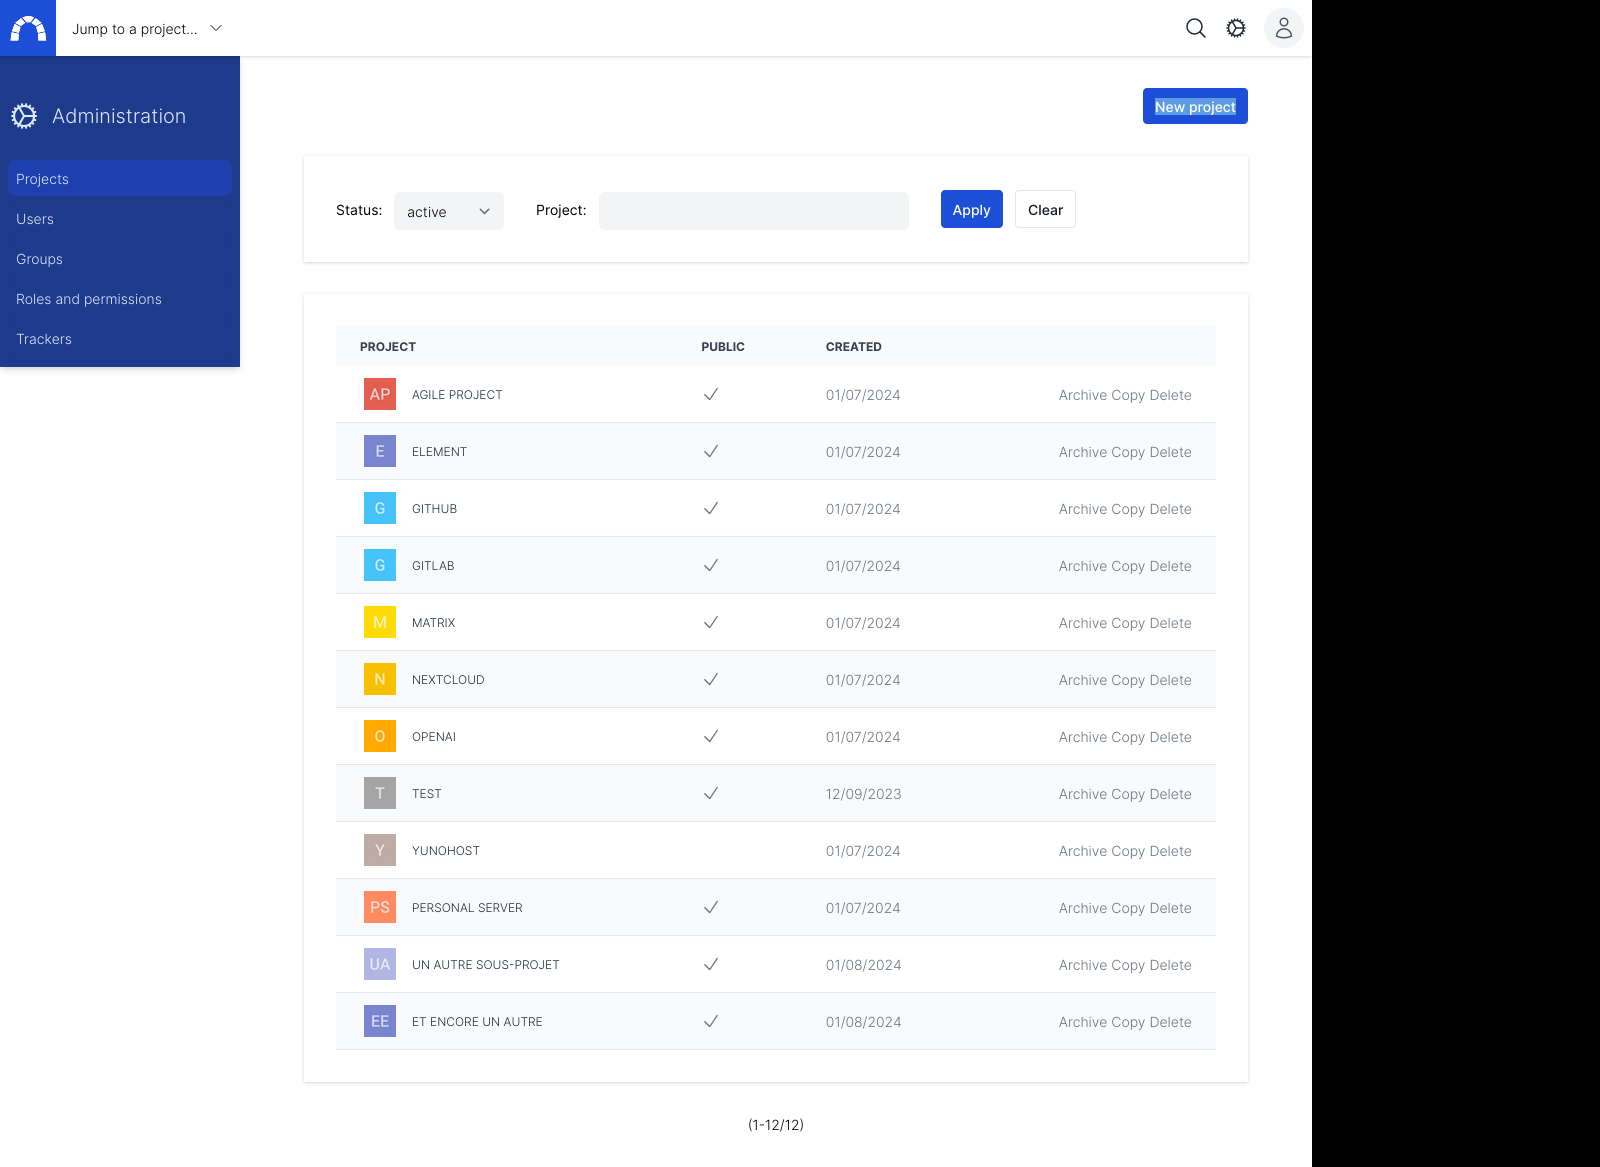 Jump to a project...
Administration
Projects
Users
Groups
Roles and permissions
Trackers
New project
Status: active Project: Apply Clear
PROJECT PUBLIC CREATED
AP AGILE PROJECT 01/07/2024 Archive Copy Delete
E ELEMENT 01/07/2024 Archive Copy Delete
G GITHUB 01/07/2024 Archive Copy Delete
G GITLAB 01/07/2024 Archive Copy Delete
M MATRIX 01/07/2024 Archive Copy Delete
N NEXTCLOUD 01/07/2024 Archive Copy Delete
O OPENAI 01/07/2024 Archive Copy Delete
T TEST 12/09/2023 Archive Copy Delete
Y YUNOHOST 01/07/2024 Archive Copy Delete
PS PERSONAL SERVER 01/07/2024 Archive Copy Delete
UA UN AUTRE SOUS-PROJET 01/08/2024 Archive Copy Delete
EE ET ENCORE UN AUTRE 01/08/2024 Archive Copy Delete
(1-12/12)